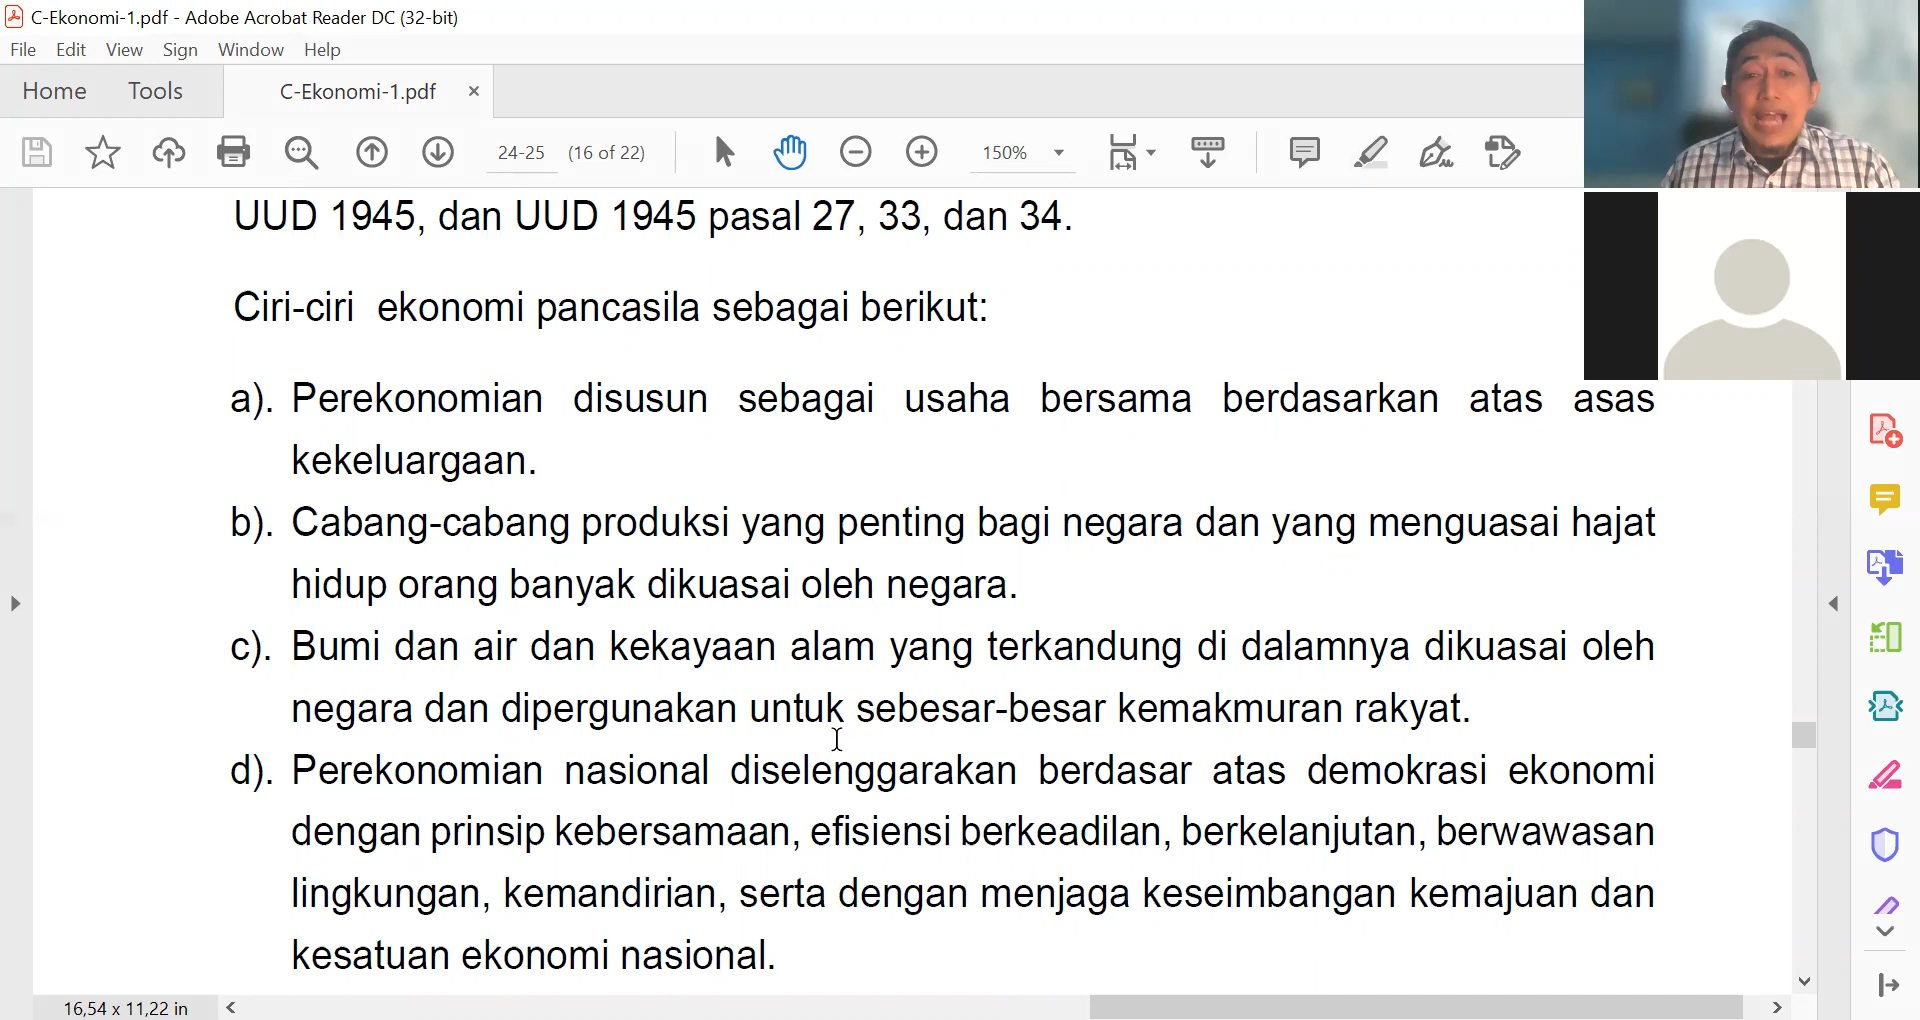 C-Ekonomi-1.pdf - Adobe Acrobat Reader DC (32-bit)
File Edit View Sign Window Help
Home Tools C-Ekonomi-1.pdf ×
24-25 (16 of 22) 150%
UUD 1945, dan UUD 1945 pasal 27, 33, dan 34.
Ciri-ciri ekonomi pancasila sebagai berikut:
a). Perekonomian disusun sebagai usaha bersama berdasarkan atas asas
kekeluargaan.
b). Cabang-cabang produksi yang penting bagi negara dan yang menguasai hajat
hidup orang banyak dikuasai oleh negara.
c). Bumi dan air dan kekayaan alam yang terkandung di dalamnya dikuasai oleh
negara dan dipergunakan untuk sebesar-besar kemakmuran rakyat.
d). Perekonomian nasional diselenggarakan berdasar atas demokrasi ekonomi
dengan prinsip kebersamaan, efisiensi berkeadilan, berkelanjutan, berwawasan
lingkungan, kemandirian, serta dengan menjaga keseimbangan kemajuan dan
kesatuan ekonomi nasional.
16,54 x 11,22 in